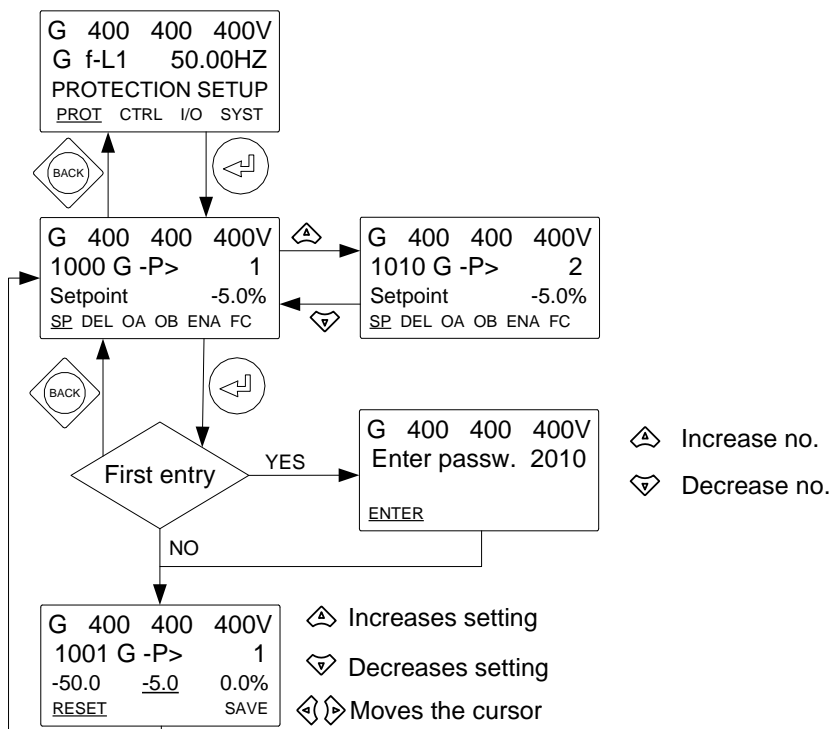 G 400 400 400V
G f-L1 50.00HZ
PROTECTION SETUP
PROT CTRL I/O SYST
BACK
G 400 400 400V
1000 G -P> 1
Setpoint -5.0%
SP DEL OA OB ENA FC
G 400 400 400V
1010 G -P> 2
Setpoint -5.0%
SP DEL OA OB ENA FC
BACK
First entry
YES
NO
G 400 400 400V
Enter passw. 2010
ENTER
Increase no.
Decrease no.
G 400 400 400V
1001 G -P> 1
-50.0 -5.0 0.0%
RESET SAVE
Increases setting
Decreases setting
Moves the cursor